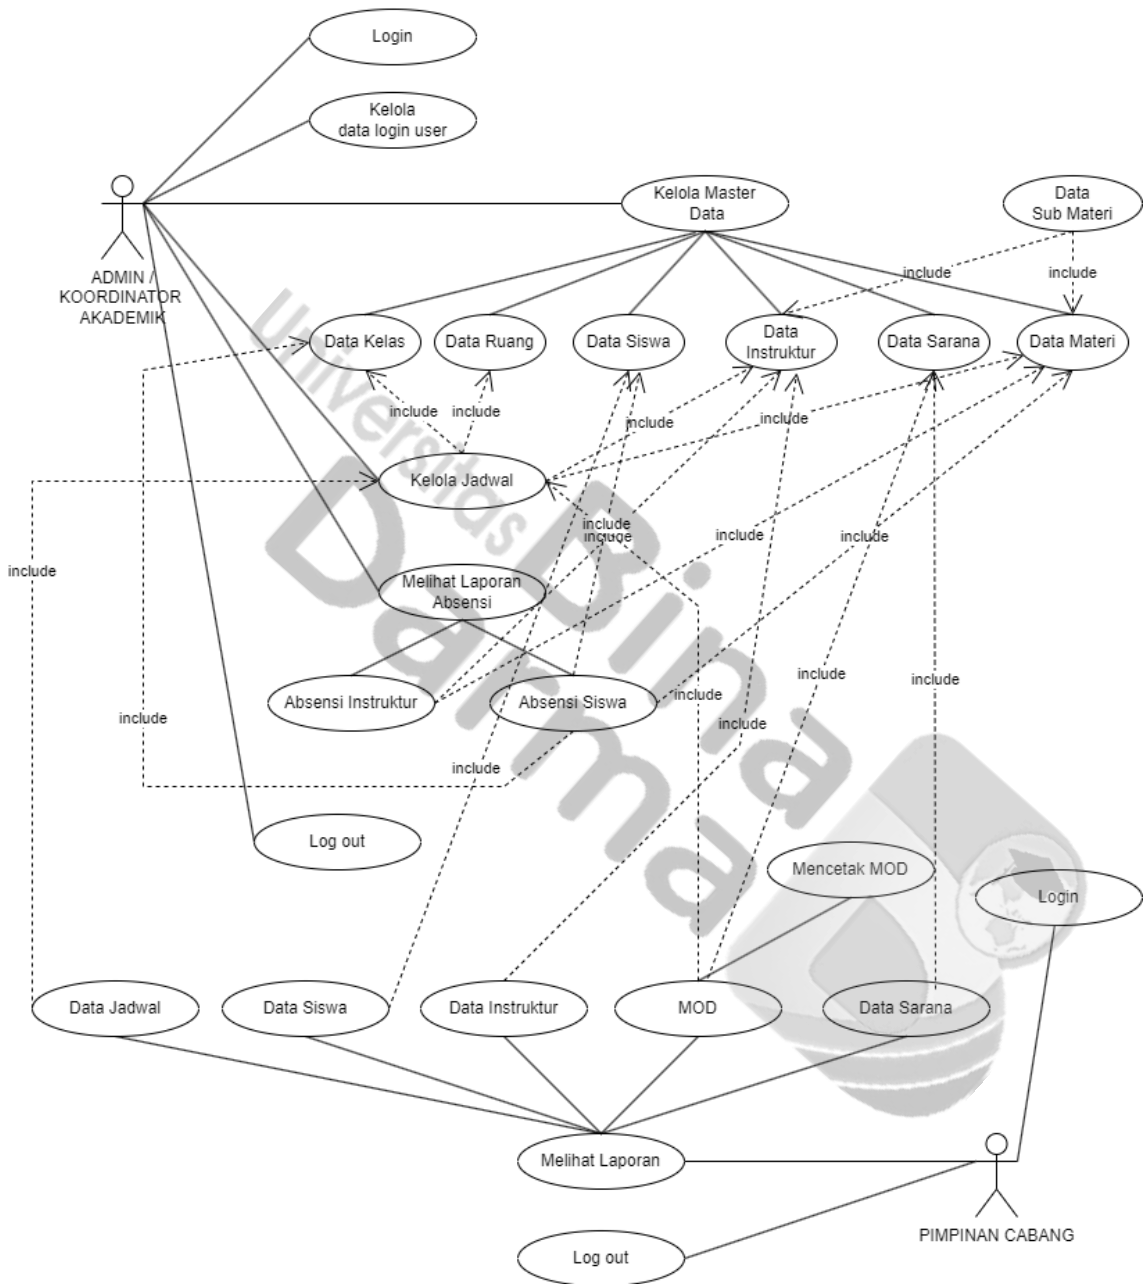 Login
Kelola
data login user
Kelola Master
Data
Data
Sub Materi
ADMIN /
KOORDINATOR
AKADEMIK
include
include
Data Kelas
Data Ruang
Data Siswa
Data
Instruktur
Data Sarana
Data Materi
include
include
include
include
Kelola Jadwal
include
include
include
include
include
Melihat Laporan
Absensi
Absensi Instruktur
Absensi Siswa
include
include
include
include
include
include
Log out
Mencetak MOD
Login
Data Jadwal
Data Siswa
Data Instruktur
MOD
Data Sarana
Melihat Laporan
PIMPINAN CABANG
Log out
Universitas
Bina
Darma